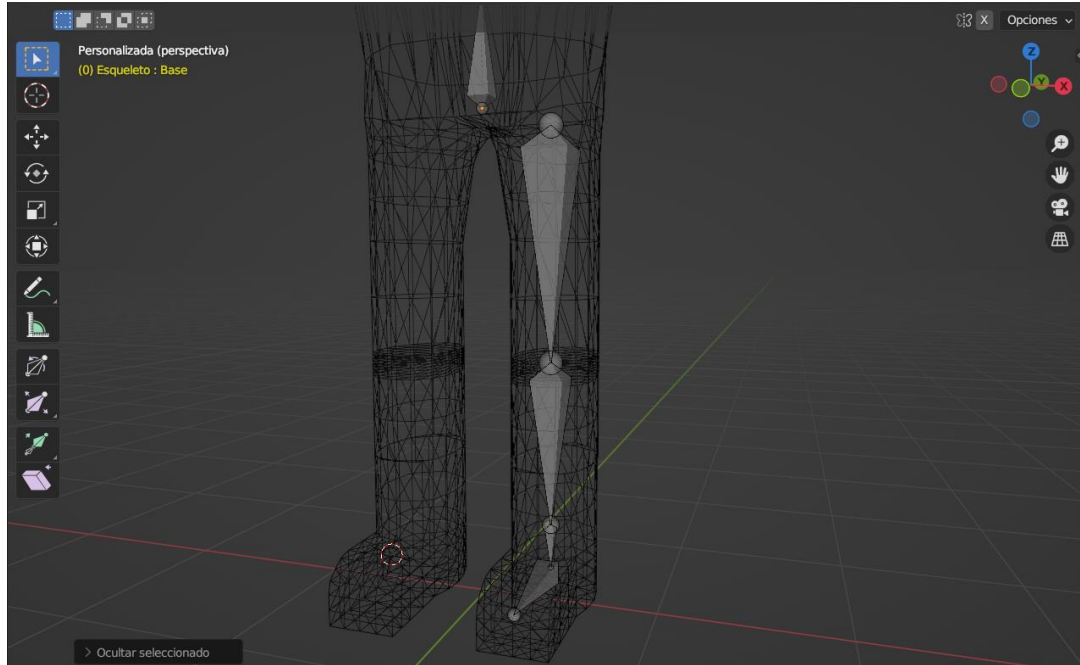 X Opciones
Personalizada (perspectiva)
(0) Esqueleto : Base
Z
Y
X
> Ocultar seleccionado